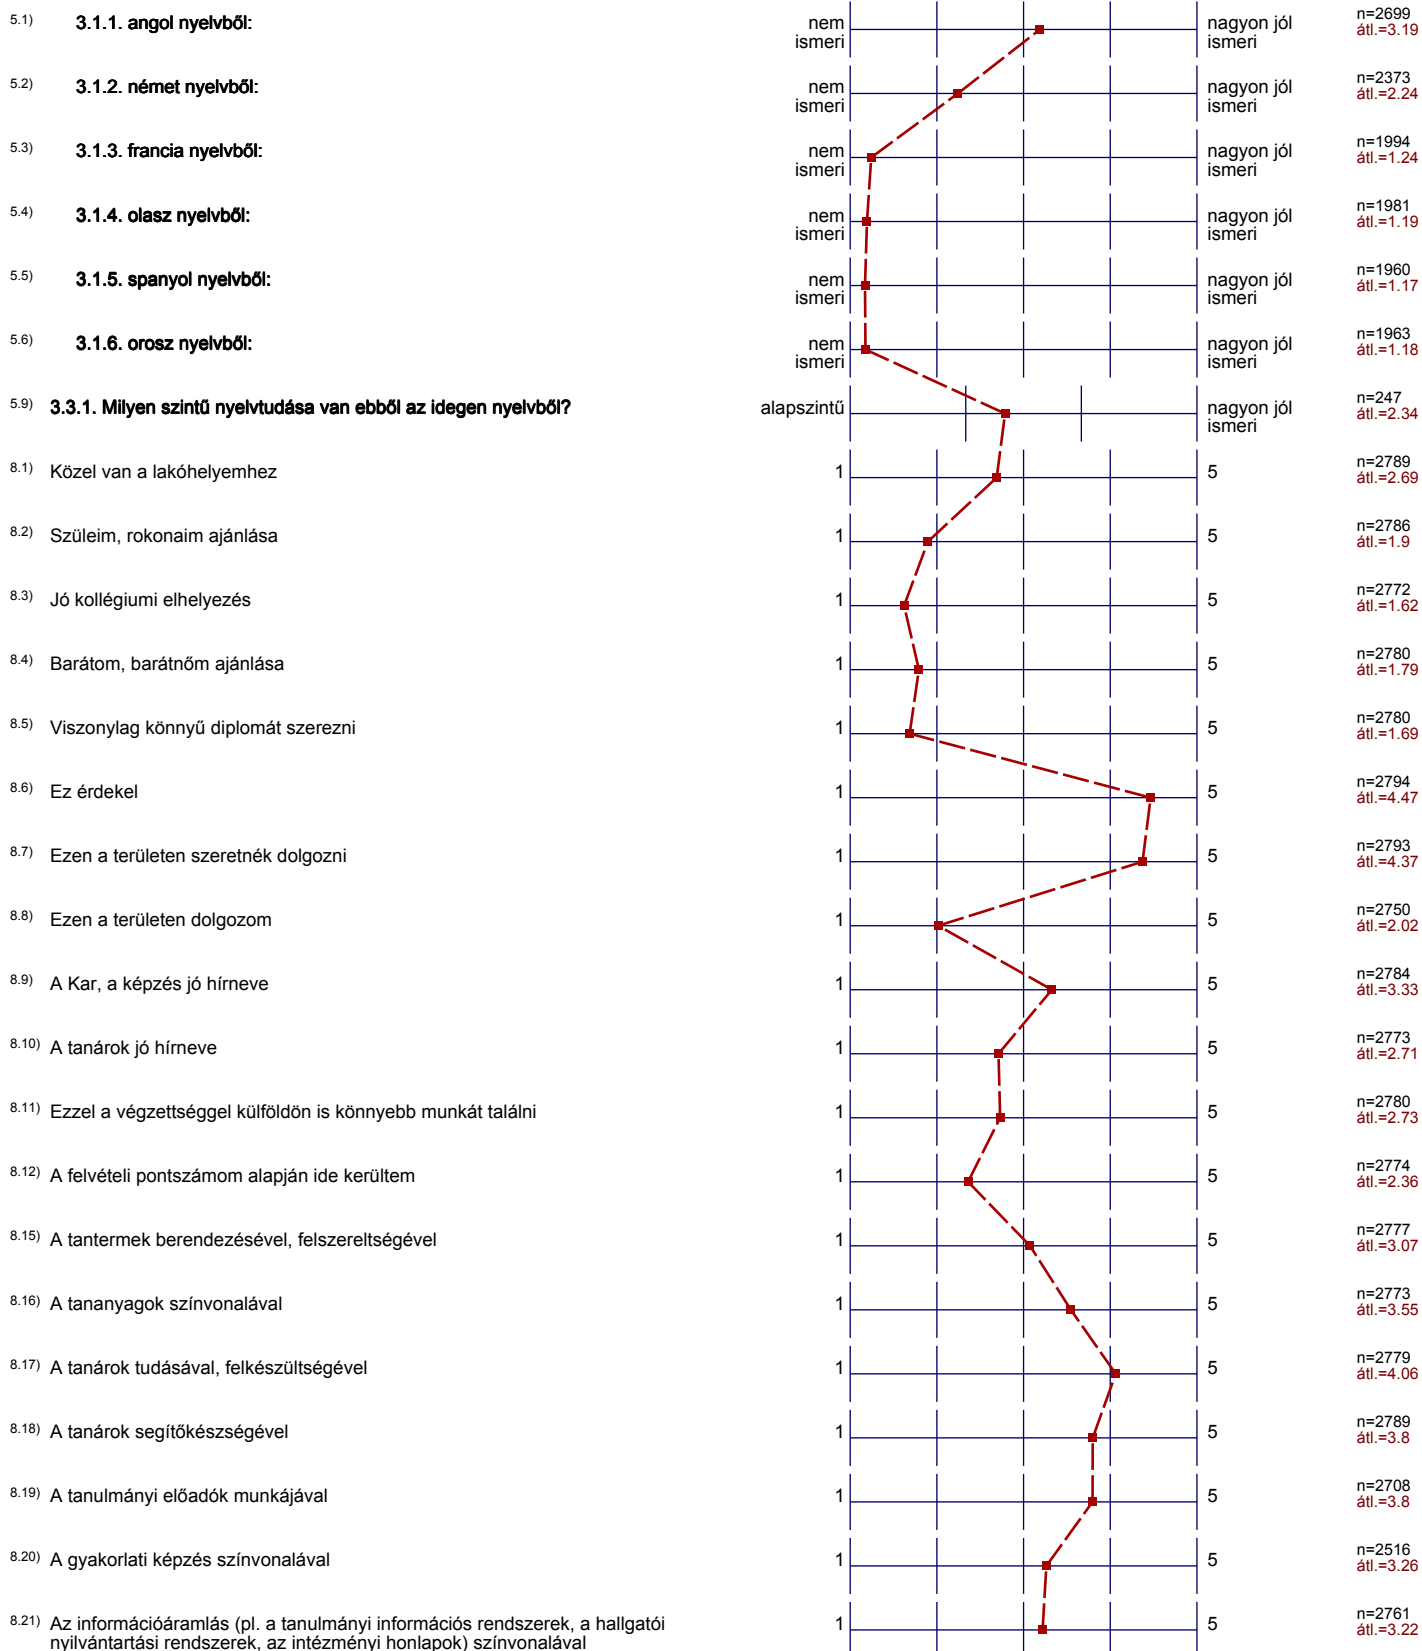 5.1) 3.1.1. angol nyelvből: nem ismeri nagyon jól ismeri n=2699 átl.=3.19
5.2) 3.1.2. német nyelvből: nem ismeri nagyon jól ismeri n=2373 átl.=2.24
5.3) 3.1.3. francia nyelvből: nem ismeri nagyon jól ismeri n=1994 átl.=1.24
5.4) 3.1.4. olasz nyelvből: nem ismeri nagyon jól ismeri n=1981 átl.=1.19
5.5) 3.1.5. spanyol nyelvből: nem ismeri nagyon jól ismeri n=1960 átl.=1.17
5.6) 3.1.6. orosz nyelvből: nem ismeri nagyon jól ismeri n=1963 átl.=1.18
5.9) 3.3.1. Milyen szintű nyelvtudása van ebből az idegen nyelvből? alapszintű nagyon jól ismeri n=247 átl.=2.34
8.1) Közel van a lakóhelyemhez 1 5 n=2789 átl.=2.69
8.2) Szüleim, rokonaim ajánlása 1 5 n=2786 átl.=1.9
8.3) Jó kollégiumi elhelyezés 1 5 n=2772 átl.=1.62
8.4) Barátom, barátnőm ajánlása 1 5 n=2780 átl.=1.79
8.5) Viszonylag könnyű diplomát szerezni 1 5 n=2780 átl.=1.69
8.6) Ez érdekel 1 5 n=2794 átl.=4.47
8.7) Ezen a területen szeretnék dolgozni 1 5 n=2793 átl.=4.37
8.8) Ezen a területen dolgozom 1 5 n=2750 átl.=2.02
8.9) A Kar, a képzés jó hírneve 1 5 n=2784 átl.=3.33
8.10) A tanárok jó hírneve 1 5 n=2773 átl.=2.71
8.11) Ezzel a végzettséggel külföldön is könnyebb munkát találni 1 5 n=2780 átl.=2.73
8.12) A felvételi pontszámom alapján ide kerültem 1 5 n=2774 átl.=2.36
8.15) A tantermek berendezésével, felszereltségével 1 5 n=2777 átl.=3.07
8.16) A tananyagok színvonalával 1 5 n=2773 átl.=3.55
8.17) A tanárok tudásával, felkészültségével 1 5 n=2779 átl.=4.06
8.18) A tanárok segítőkészségével 1 5 n=2789 átl.=3.8
8.19) A tanulmányi előadók munkájával 1 5 n=2708 átl.=3.8
8.20) A gyakorlati képzés színvonalával 1 5 n=2516 átl.=3.26
8.21) Az információáramlás (pl. a tanulmányi információs rendszerek, a hallgatói
nyilvántartási rendszerek, az intézményi honlapok) színvonalával 1 5 n=2761 átl.=3.22